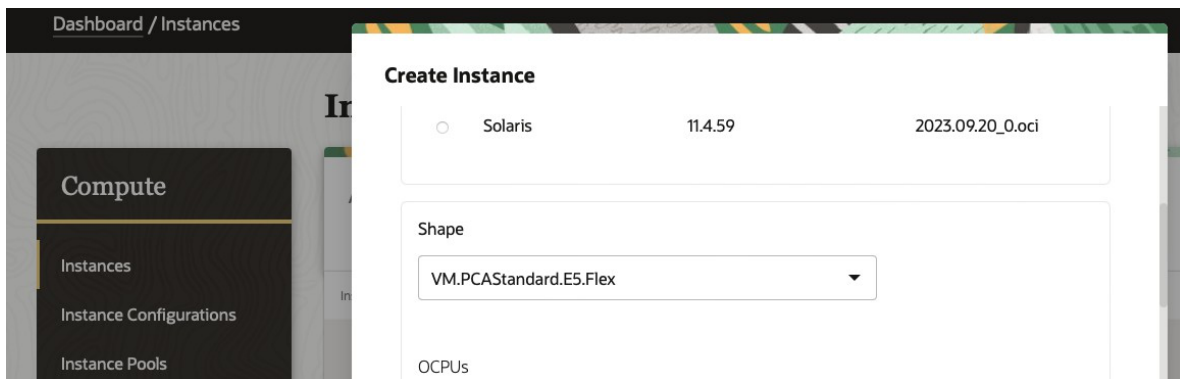 Dashboard / Instances
Create Instance
Solaris 11.4.59 2023.09.20_0.oci
Compute
Shape
VM.PCAStandard.E5.Flex
Instances
Instance Configurations
Instance Pools
OCPUs